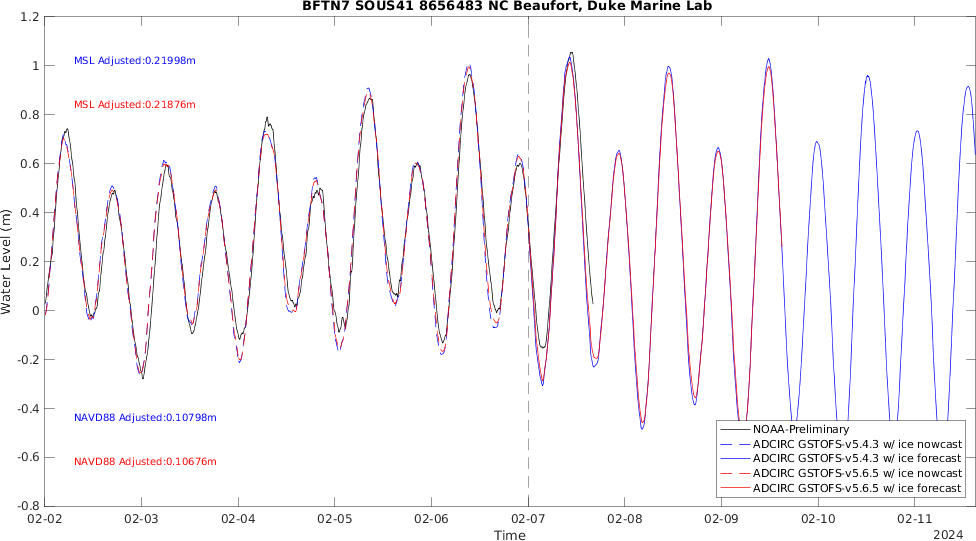 BFTN7 SOUS41 8656483 NC Beaufort, Duke Marine Lab
1.2
1
0.8
0.6
0.4
0.2
0
-0.2
-0.4
-0.6
-0.8
Water Level (m)
MSL Adjusted:0.21998m
MSL Adjusted:0.21876m
NAVD88 Adjusted:0.10798m
NAVD88 Adjusted:0.10676m
NOAA-Preliminary
ADCIRC GSTOFS-v5.4.3 w/ ice nowcast
ADCIRC GSTOFS-v5.4.3 w/ ice forecast
ADCIRC GSTOFS-v5.6.5 w/ ice nowcast
ADCIRC GSTOFS-v5.6.5 w/ ice forecast
02-02 02-03 02-04 02-05 02-06 02-07 02-08 02-09 02-10 02-11
Time
2024